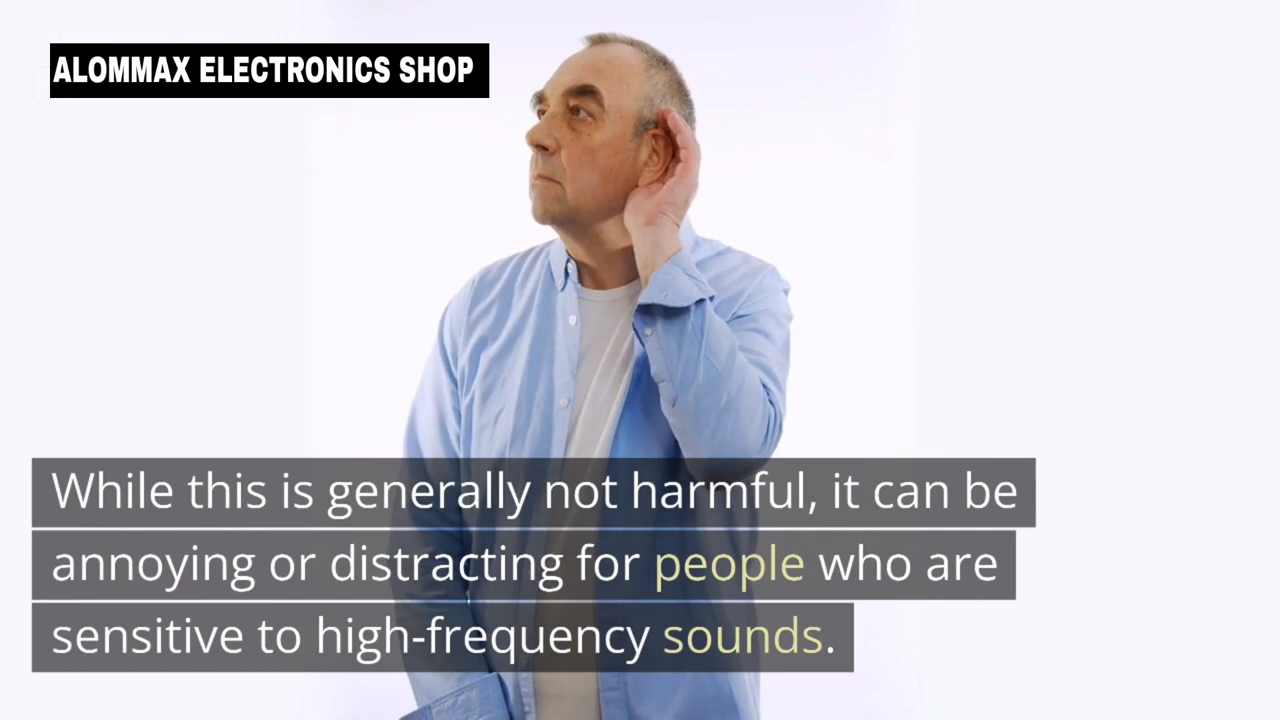 ALOMMAX ELECTRONICS SHOP
While this is generally not harmful, it can be
annoying or distracting for people who are
sensitive to high-frequency sounds.